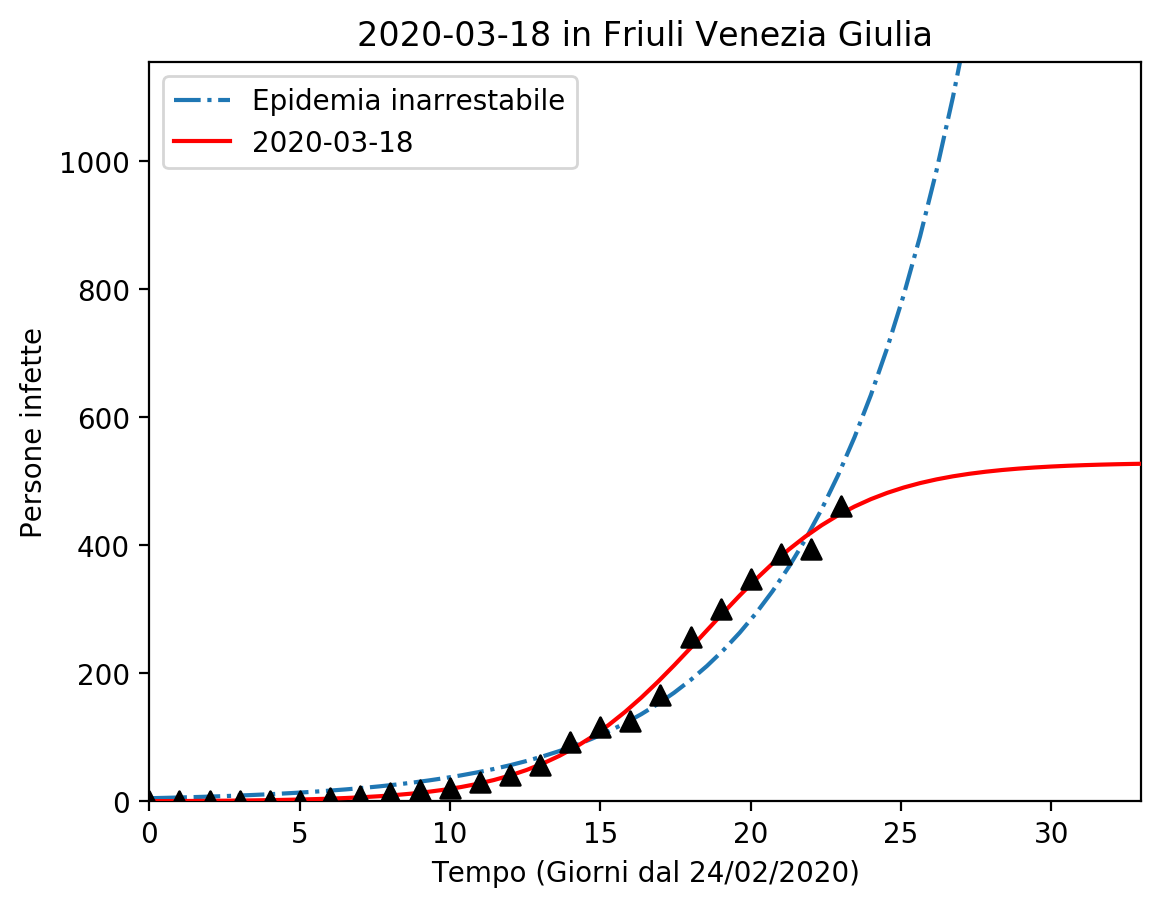 2020-03-18 in Friuli Venezia Giulia
Epidemia inarrestabile
2020-03-18
1000
800
600
400
200
0
Persone infette
0 5 10 15 20 25 30
Tempo (Giorni dal 24/02/2020)